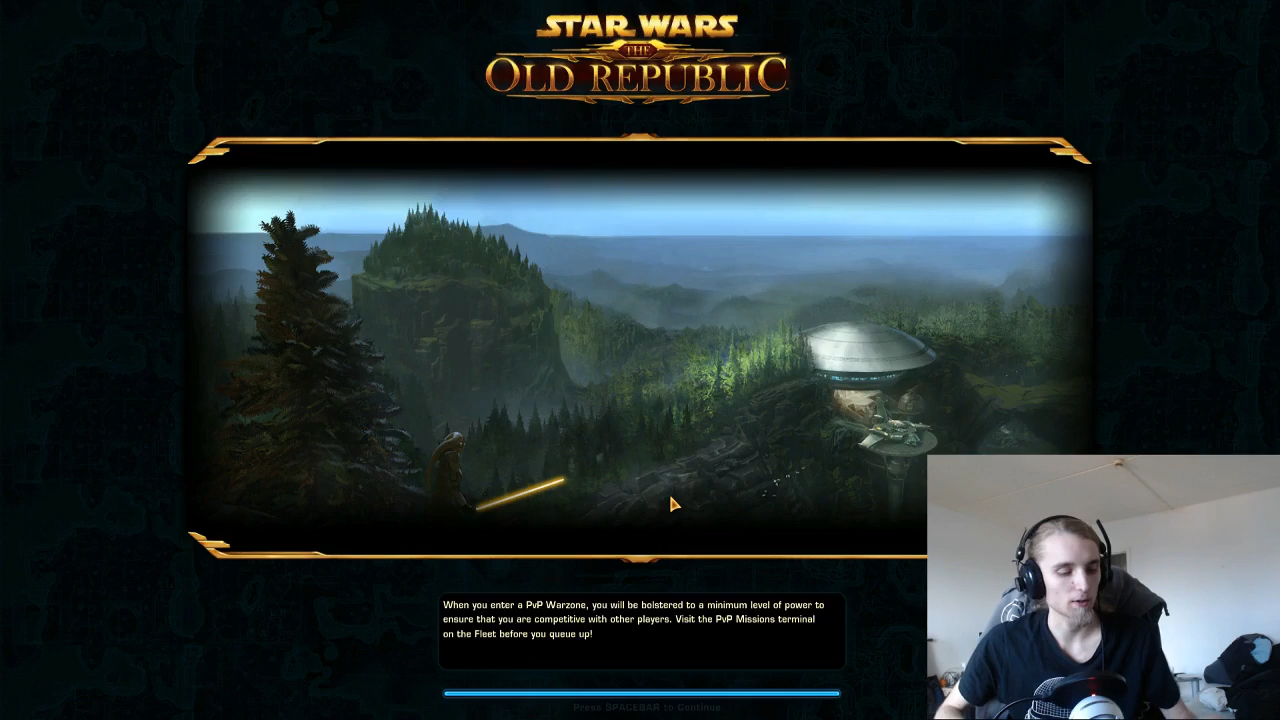 STAR WARS
THE
OLD REPUBLIC
When you enter a PvP Warzone, you will be bolstered to a minimum level of power to
ensure that you are competitive with other players. Visit the PvP Missions terminal
on the Fleet before you queue up!
Press SPACEBAR to Continue